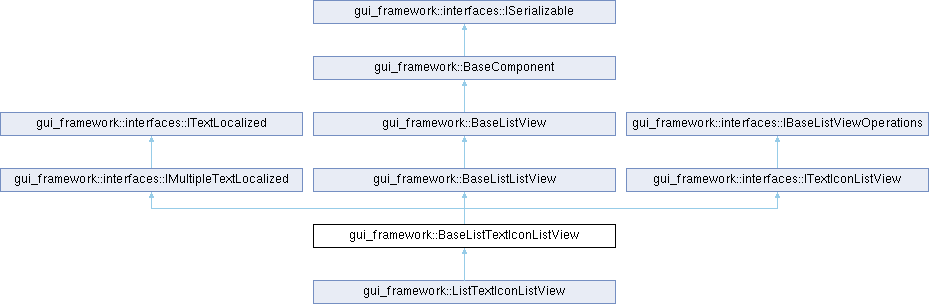 gui_framework::interfaces::ISerializable
gui_framework::BaseComponent
gui_framework::interfaces::ITextLocalized
gui_framework::BaseListView
gui_framework::interfaces::IBaseListViewOperations
gui_framework::interfaces::IMultipleTextLocalized
gui_framework::BaseListListView
gui_framework::interfaces::ITextIconListView
gui_framework::BaseListTextIconListView
gui_framework::ListTextIconListView